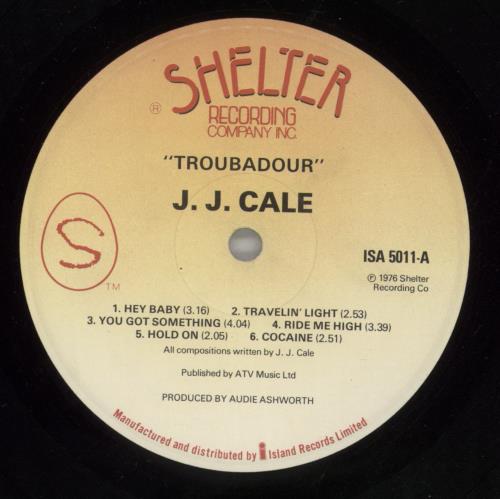 SHELTER
® RECORDING
COMPANY INC.
"TROUBADOUR"
J. J. CALE
S
TM
ISA 5011-A
℗ 1976 Shelter
Recording Co
1. HEY BABY (3.16) 2. TRAVELIN' LIGHT (2.53)
3. YOU GOT SOMETHING (4.04) 4. RIDE ME HIGH (3.39)
5. HOLD ON (2.05) 6. COCAINE (2.51)
All compositions written by J. J. Cale
Published by ATV Music Ltd
PRODUCED BY AUDIE ASHWORTH
Manufactured and distributed by i Island Records Limited